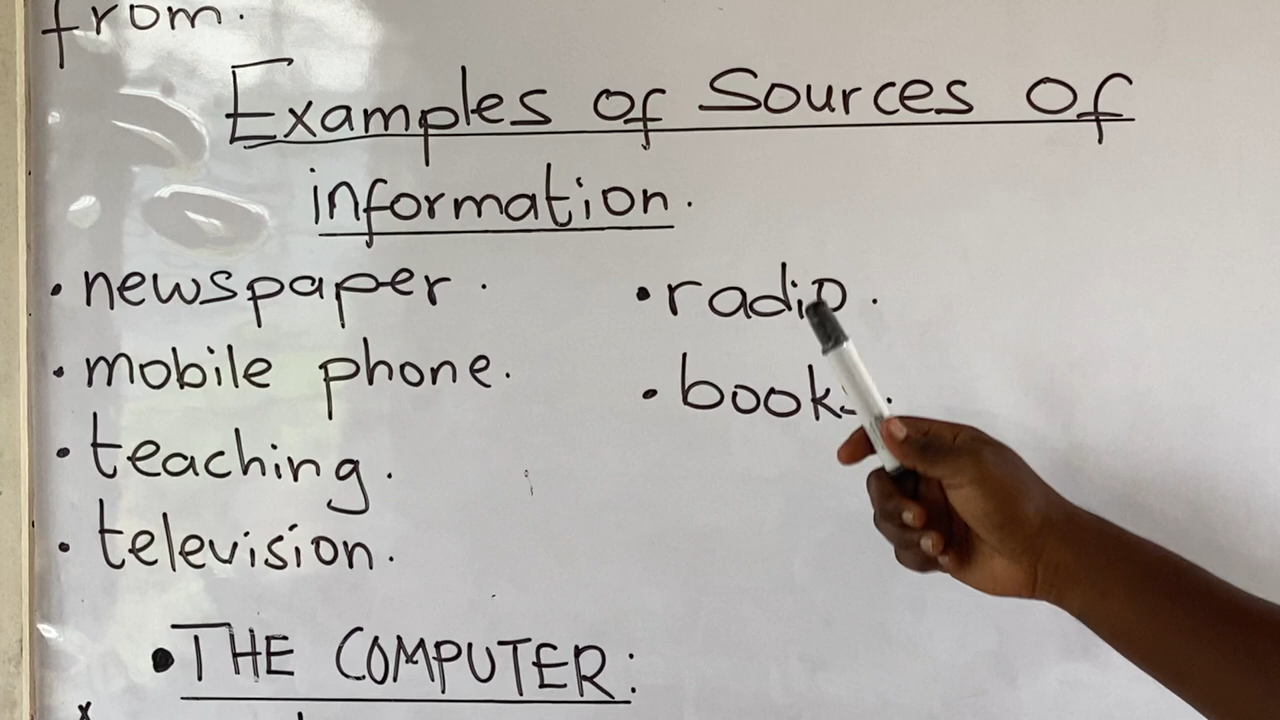 from.
Examples of Sources of
information.
• newspaper.
• mobile phone.
• teaching.
• television.
• radio.
• books.
• THE COMPUTER: